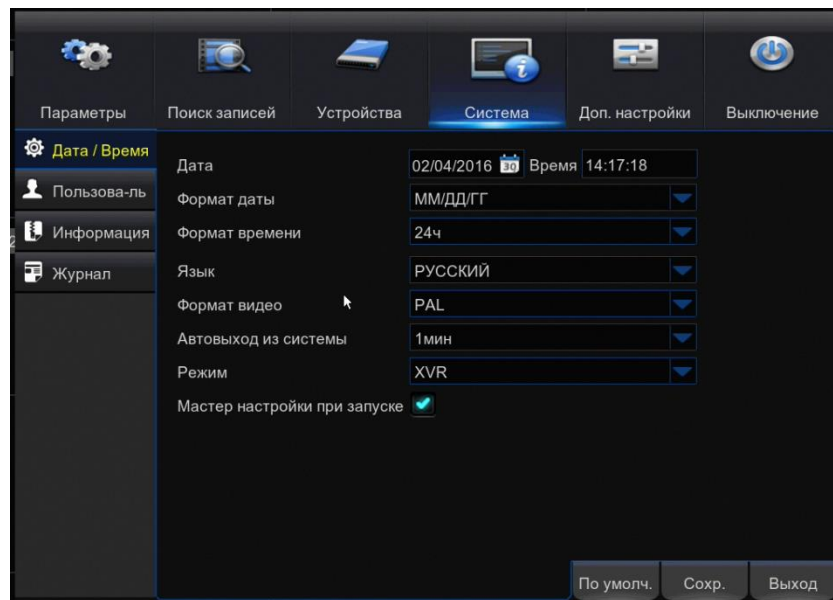 Параметры Поиск записей Устройства Система Доп. настройки Выключение
Дата / Время
Пользова-ль
Информация
Журнал
Дата 02/04/2016 30 Время 14:17:18
Формат даты ММ/ДД/ГГ
Формат времени 24ч
Язык РУССКИЙ
Формат видео PAL
Автовыход из системы 1мин
Режим XVR
Мастер настройки при запуске
По умолч. Сохр. Выход